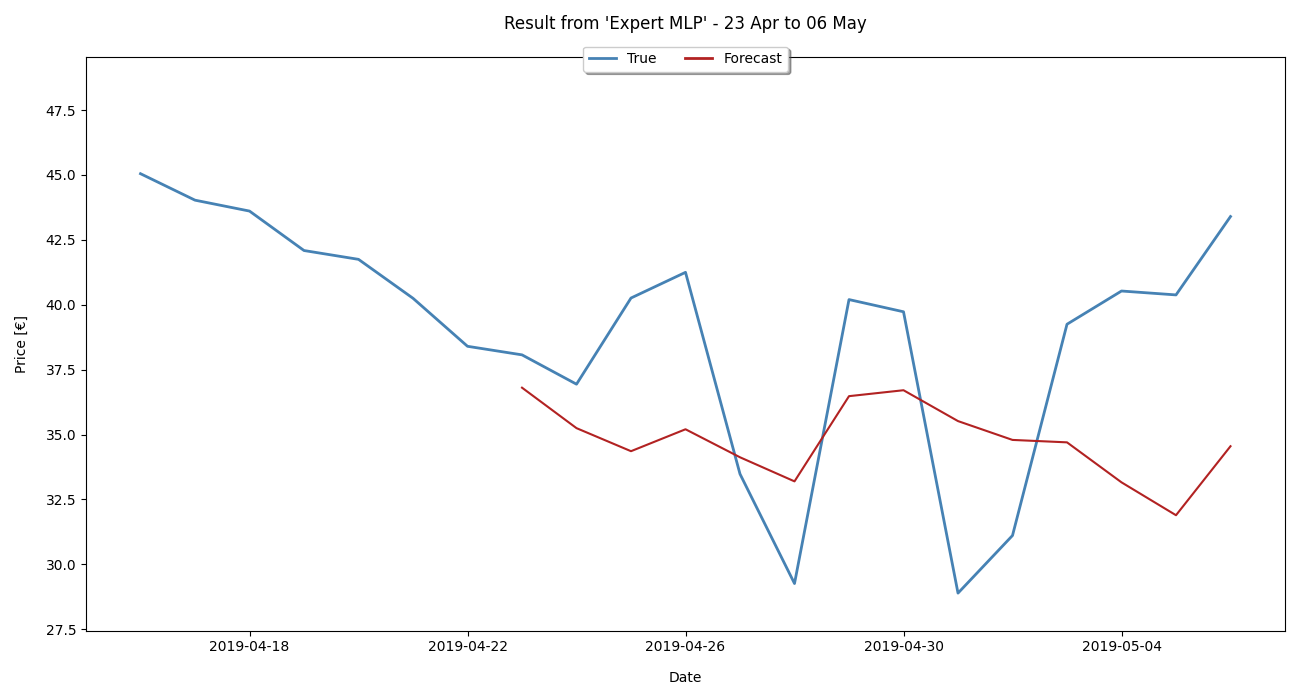 Result from 'Expert MLP' - 23 Apr to 06 May
True Forecast
47.5
45.0
42.5
40.0
37.5
35.0
32.5
30.0
27.5
Price [€]
2019-04-18 2019-04-22 2019-04-26 2019-04-30 2019-05-04
Date